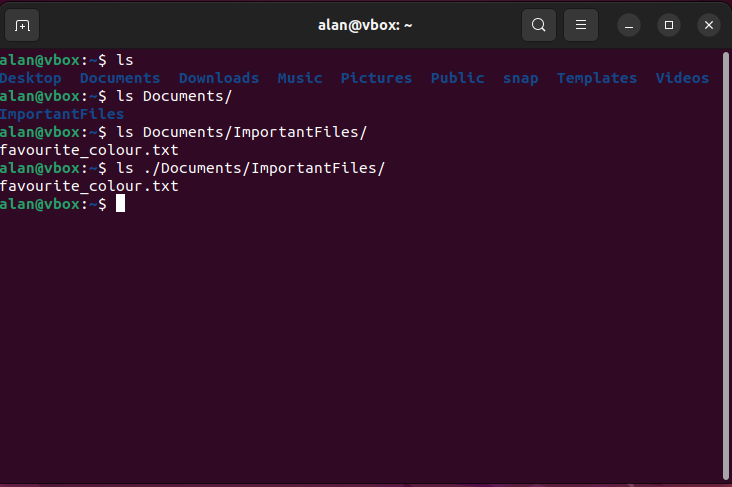 alan@vbox: ~
alan@vbox:~$ ls
Desktop  Documents  Downloads  Music  Pictures  Public  snap  Templates  Videos
alan@vbox:~$ ls Documents/
ImportantFiles
alan@vbox:~$ ls Documents/ImportantFiles/
favourite_colour.txt
alan@vbox:~$ ls ./Documents/ImportantFiles/
favourite_colour.txt
alan@vbox:~$